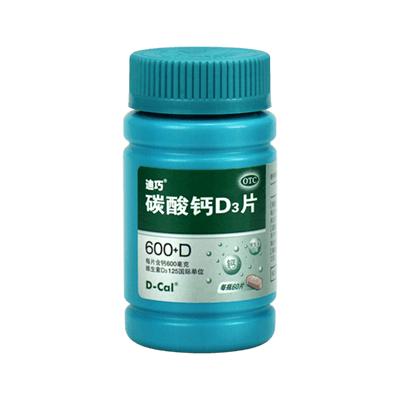 迪巧®
OTC
碳酸钙D3片
600+D
每片含钙600毫克
维生素D3125国际单位
钙
D-Cal®
每瓶60片